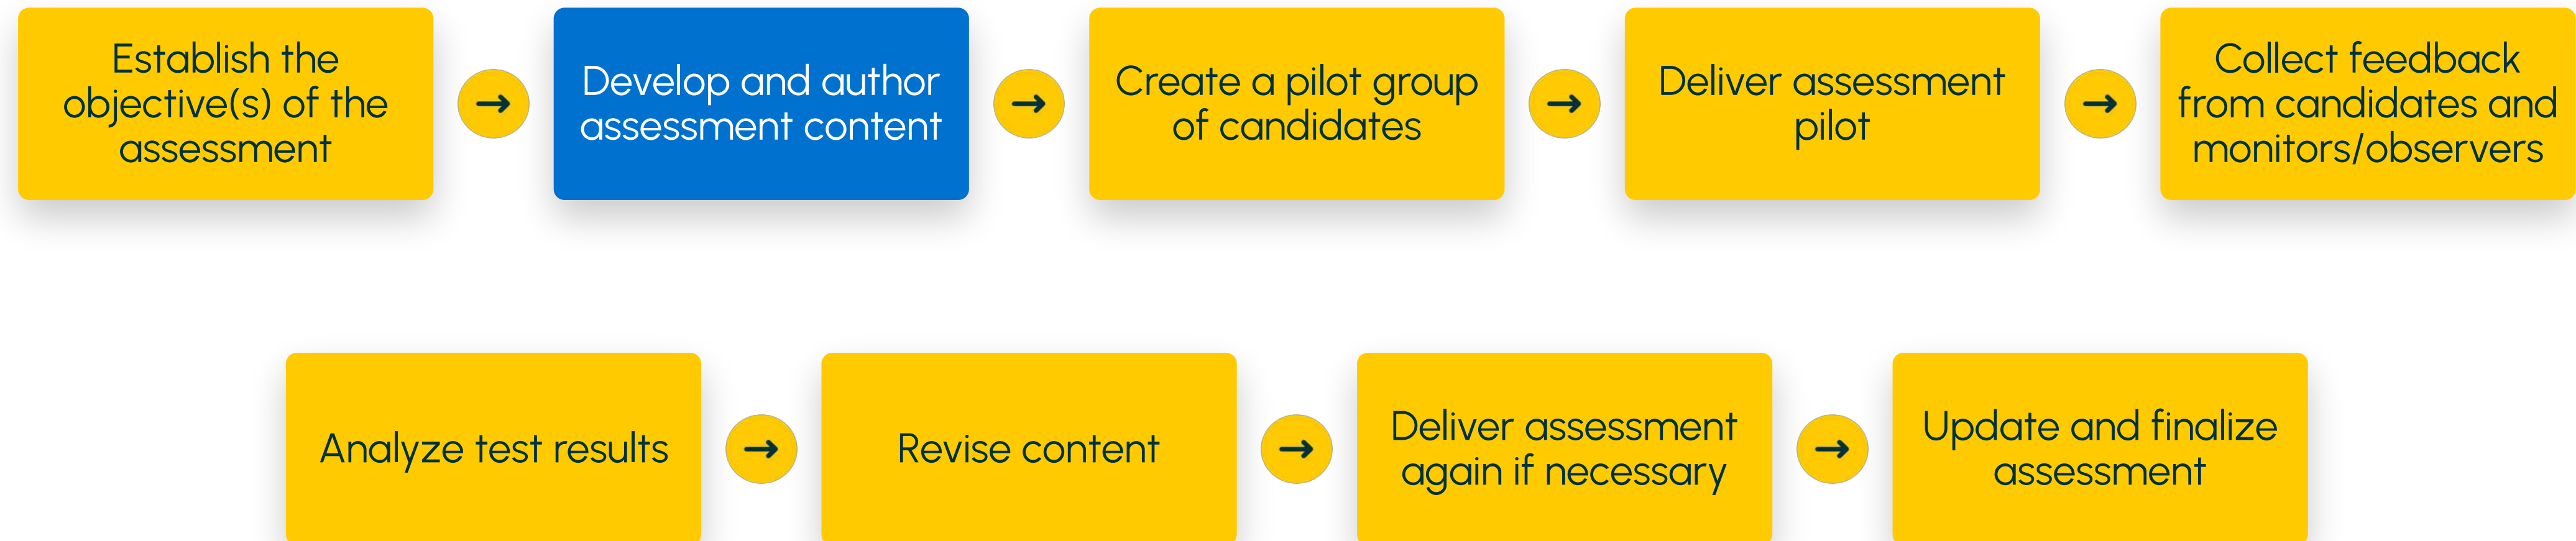 Establish the
objective(s) of the
assessment
→
Develop and author
assessment content
→
Create a pilot group
of candidates
→
Deliver assessment
pilot
→
Collect feedback
from candidates and
monitors/observers
Analyze test results
→
Revise content
→
Deliver assessment
again if necessary
→
Update and finalize
assessment